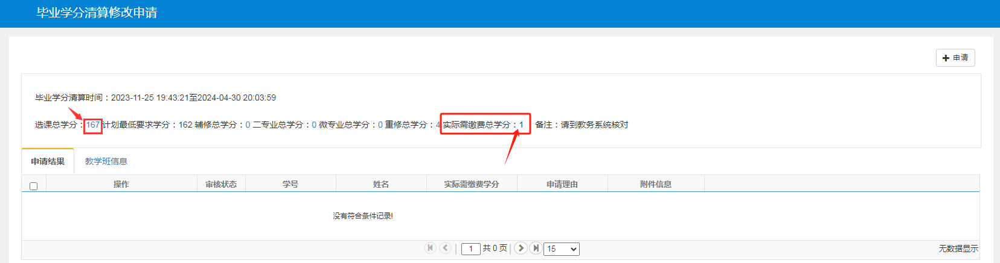 毕业学分清算修改申请
申请
毕业学分清算时间：2023-11-25 19:43:21至2024-04-30 20:03:59
选课总学分：167 计划最低要求学分：162 辅修总学分：0 二专业总学分：0 微专业总学分：0 重修总学分：4 实际需缴费总学分：1 备注：请到教务系统核对
申请结果 教学班信息
操作 审核状态 学号 姓名 实际需缴费学分 申请理由 附件信息
没有符合条件记录!
1 共 0 页 15 无数据显示